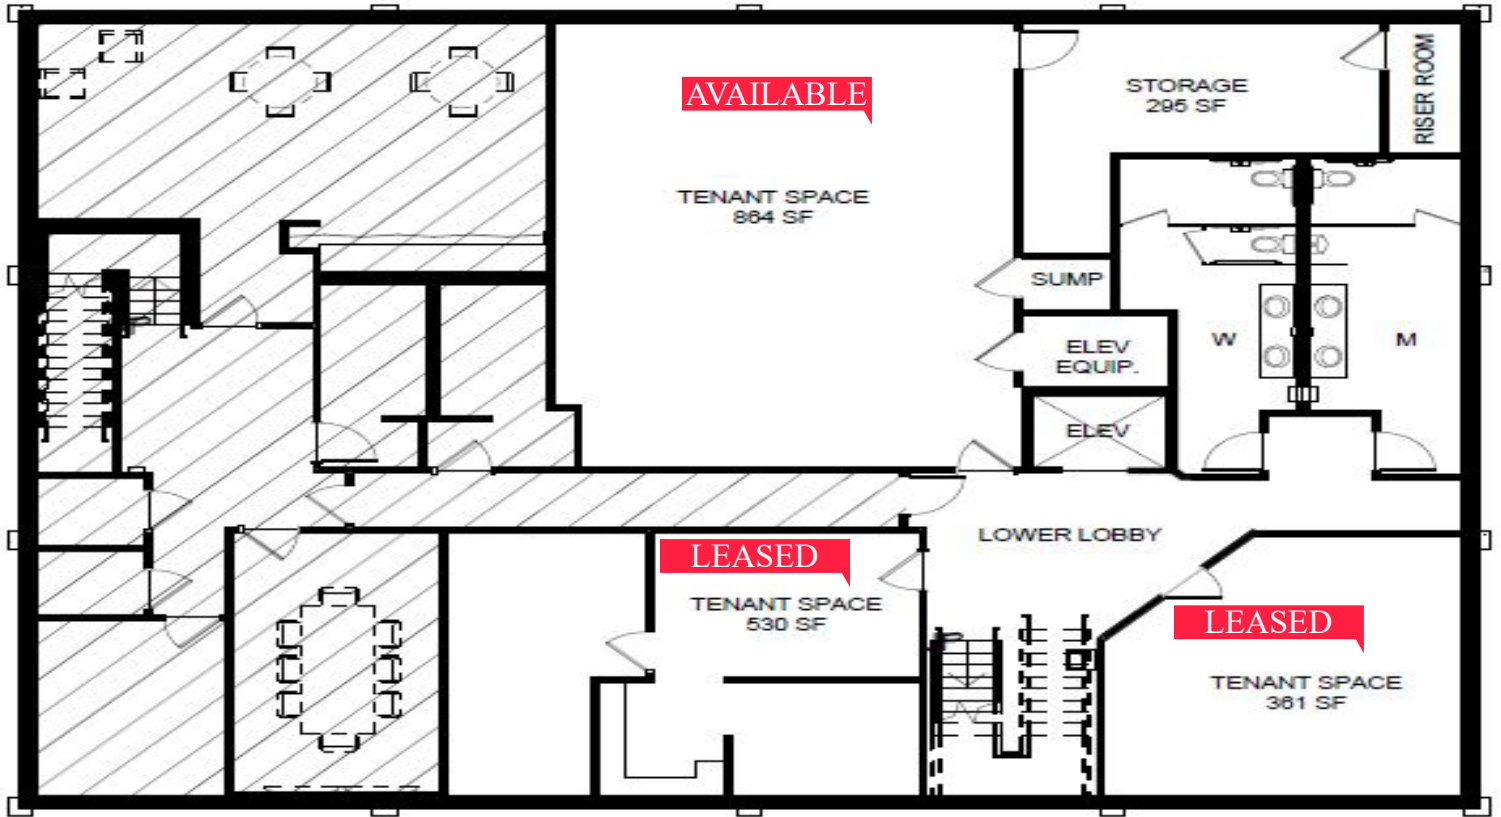 AVAILABLE
TENANT SPACE
864 SF
STORAGE
295 SF
RISER ROOM
SUMP
ELEV
EQUIP.
ELEV
W
M
LOWER LOBBY
LEASED
TENANT SPACE
530 SF
LEASED
TENANT SPACE
361 SF